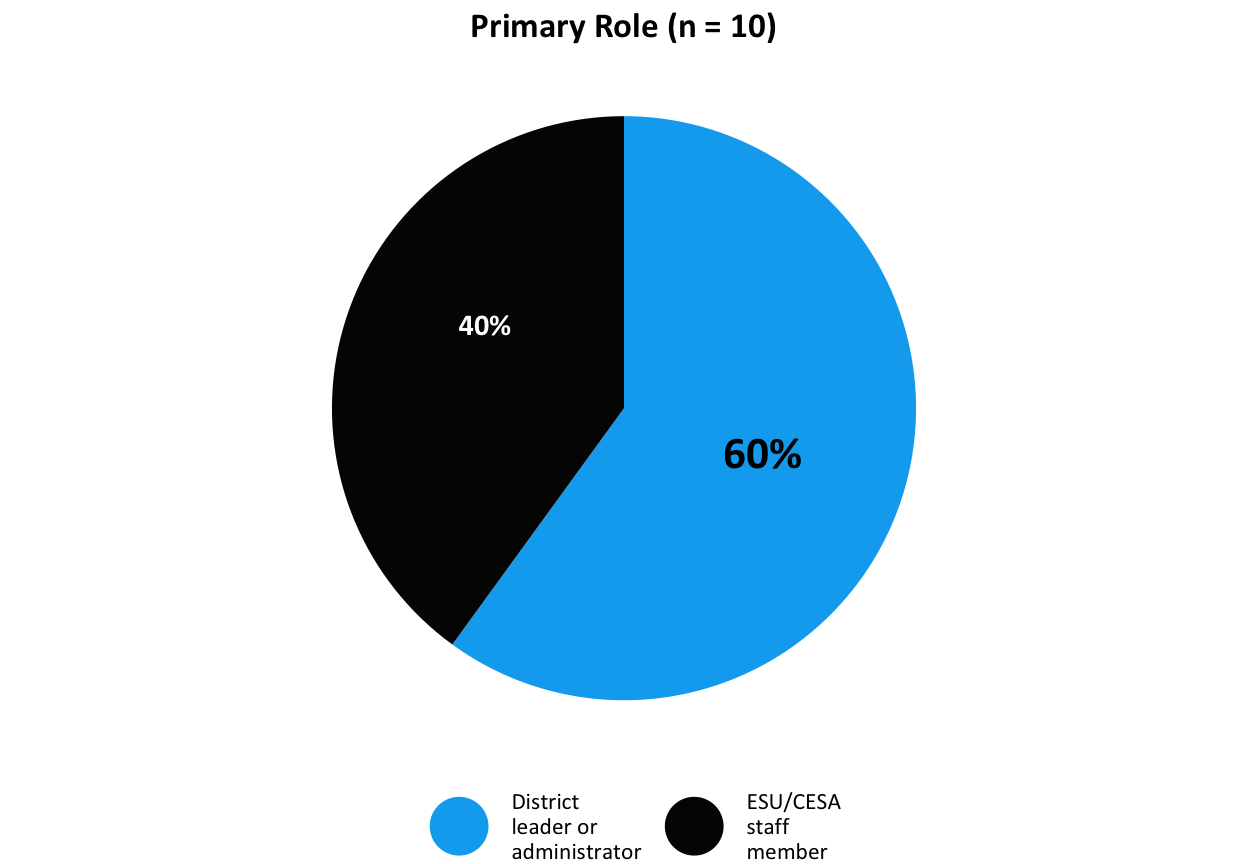 Primary Role (n = 10)
40%
60%
District
leader or
administrator
ESU/CESA
staff
member